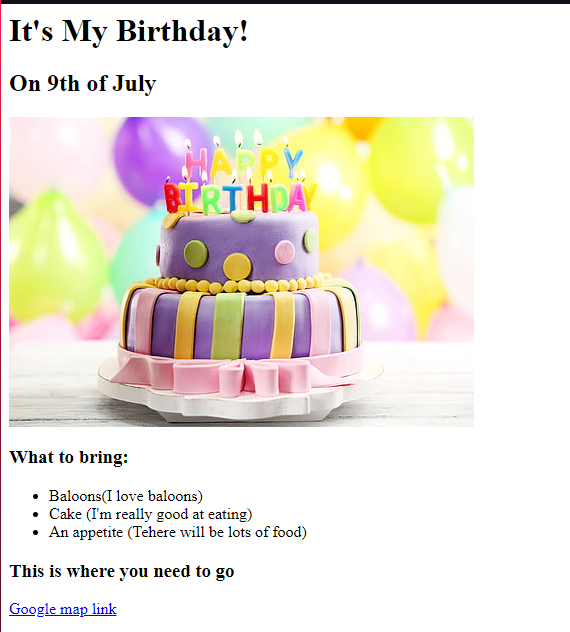 It's My Birthday!
On 9th of July
HAPPY
BIRTHDAY
What to bring:
Baloons(I love baloons)
Cake (I'm really good at eating)
An appetite (Tehere will be lots of food)
This is where you need to go
Google map link